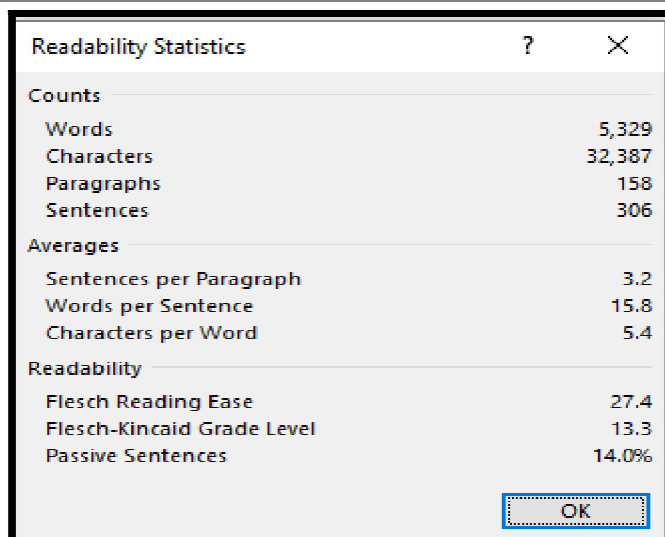 Readability Statistics ? ✕
Counts
Words 5,329
Characters 32,387
Paragraphs 158
Sentences 306
Averages
Sentences per Paragraph 3.2
Words per Sentence 15.8
Characters per Word 5.4
Readability
Flesch Reading Ease 27.4
Flesch-Kincaid Grade Level 13.3
Passive Sentences 14.0%
OK